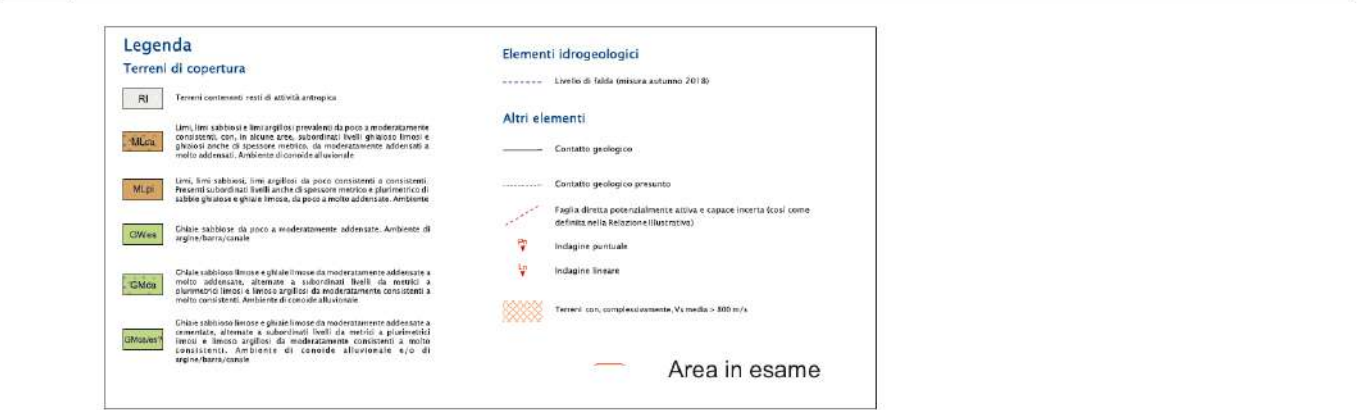 Legenda
Terreni di copertura
RI
Terreni contenenti resti di attività antropica
MLca
Limi, limi sabbiosi e limi argillosi prevalenti da poco a moderatamente
consistenti, con, in alcune aree, subordinati livelli ghiaioso limosi e
ghiaiosi anche di spessore metrico, da moderatamente addensati a
molto addensati. Ambiente di conoide alluvionale
MLpi
Limi, limi sabbiosi, limi argillosi da poco consistenti a consistenti.
Presenti subordinati livelli anche di spessore metrico e plurimetrico di
sabbie ghiaiose e ghiaie limose, da poco a molto addensate. Ambiente
GWes
Ghiaie sabbiose da poco a moderatamente addensate. Ambiente di
argine/barra/canale
GMca
Ghiaie sabbioso limose e ghiaie limose da moderatamente addensate a
molto addensate, alternate a subordinati livelli da metrici a
plurimetrici limosi e limoso argillosi da moderatamente consistenti a
molto consistenti. Ambiente di conoide alluvionale
GMca/es?
Ghiaie sabbioso limose e ghiaie limose da moderatamente addensate a
cementate, alternate a subordinati livelli da metrici a plurimetrici
limosi e limoso argillosi da moderatamente consistenti a molto
consistenti. Ambiente di conoide alluvionale e/o di
argine/barra/canale
Elementi idrogeologici
Livello di falda (misura autunno 2018)
Altri elementi
Contatto geologico
Contatto geologico presunto
Faglia diretta potenzialmente attiva e capace incerta (così come
definita nella Relazione Illustrativa)
Pn
Indagine puntuale
Ln
Indagine lineare
Terreni con, complessivamente, Vs media > 800 m/s
Area in esame